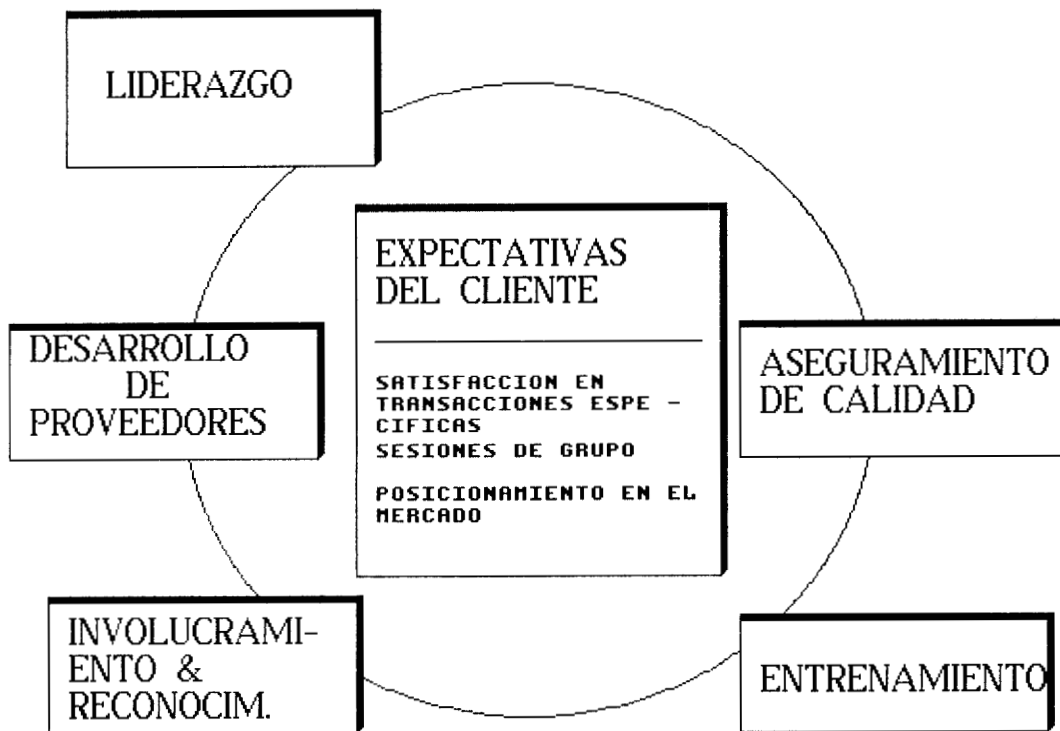 LIDERAZGO
EXPECTATIVAS
DEL CLIENTE
SATISFACCION EN
TRANSACCIONES ESPE -
CIFICAS
SESIONES DE GRUPO
POSICIONAMIENTO EN EL
MERCADO
DESARROLLO
DE
PROVEEDORES
ASEGURAMIENTO
DE CALIDAD
INVOLUCRAMI-
ENTO &
RECONOCIM.
ENTRENAMIENTO